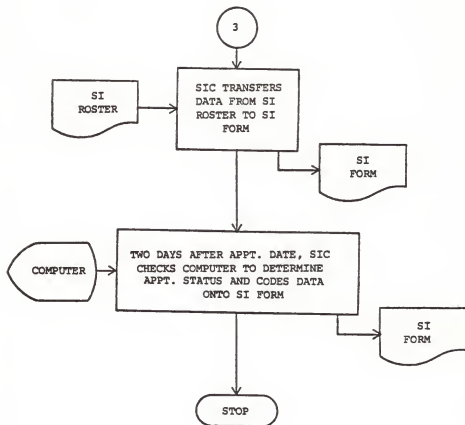 3
SI
ROSTER
SIC TRANSFERS
DATA FROM SI
ROSTER TO SI
FORM
SI
FORM
COMPUTER
TWO DAYS AFTER APPT. DATE, SIC
CHECKS COMPUTER TO DETERMINE
APPT. STATUS AND CODES DATA
ONTO SI FORM
SI
FORM
STOP